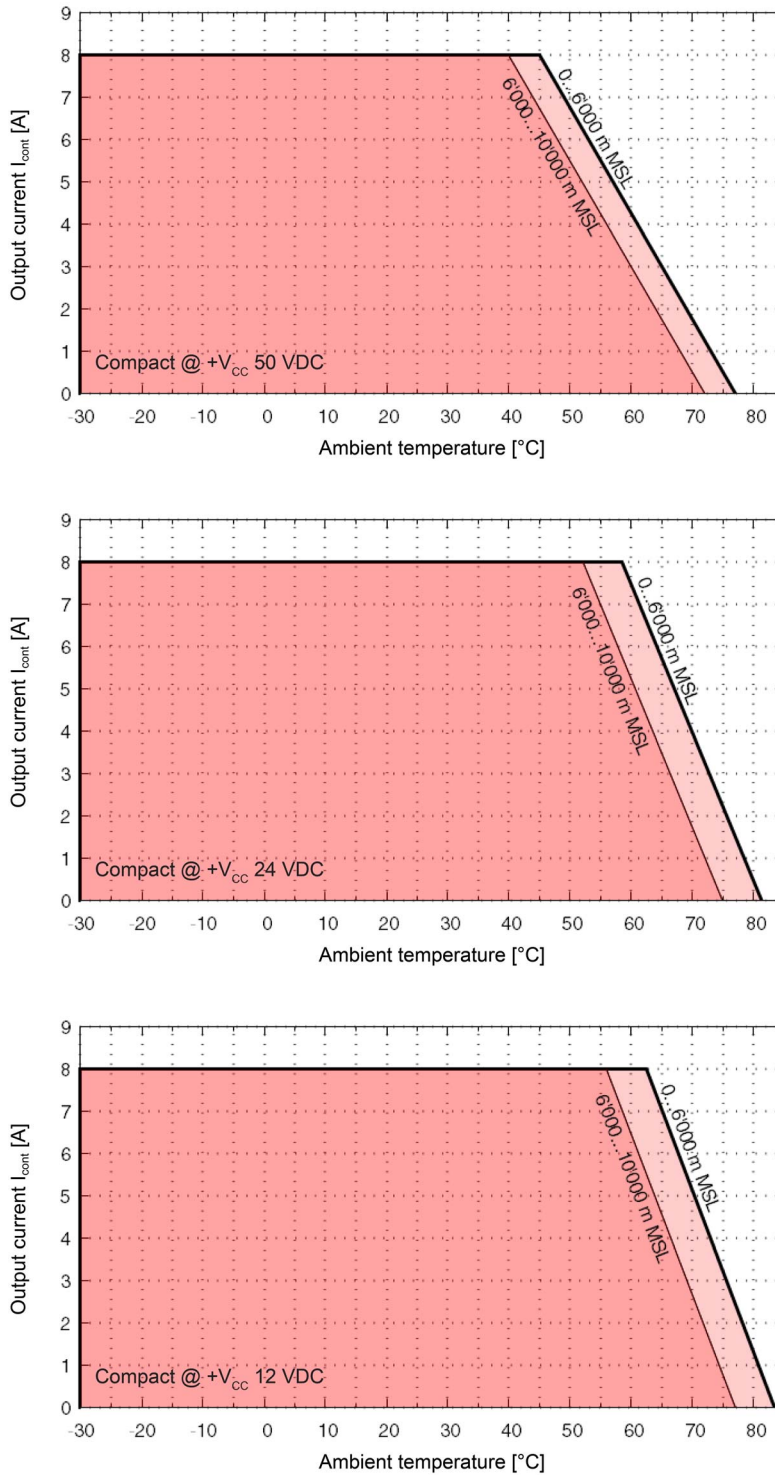 9
8
7
6
5
4
3
2
1
0
Output current Icont [A]
0...6'000 m MSL
6'000...10'000 m MSL
Compact @ +VCC 50 VDC
-30 -20 -10 0 10 20 30 40 50 60 70 80
Ambient temperature [°C]
9
8
7
6
5
4
3
2
1
0
Output current Icont [A]
0...6'000 m MSL
6'000...10'000 m MSL
Compact @ +VCC 24 VDC
-30 -20 -10 0 10 20 30 40 50 60 70 80
Ambient temperature [°C]
9
8
7
6
5
4
3
2
1
0
Output current Icont [A]
0...6'000 m MSL
6'000...10'000 m MSL
Compact @ +VCC 12 VDC
-30 -20 -10 0 10 20 30 40 50 60 70 80
Ambient temperature [°C]